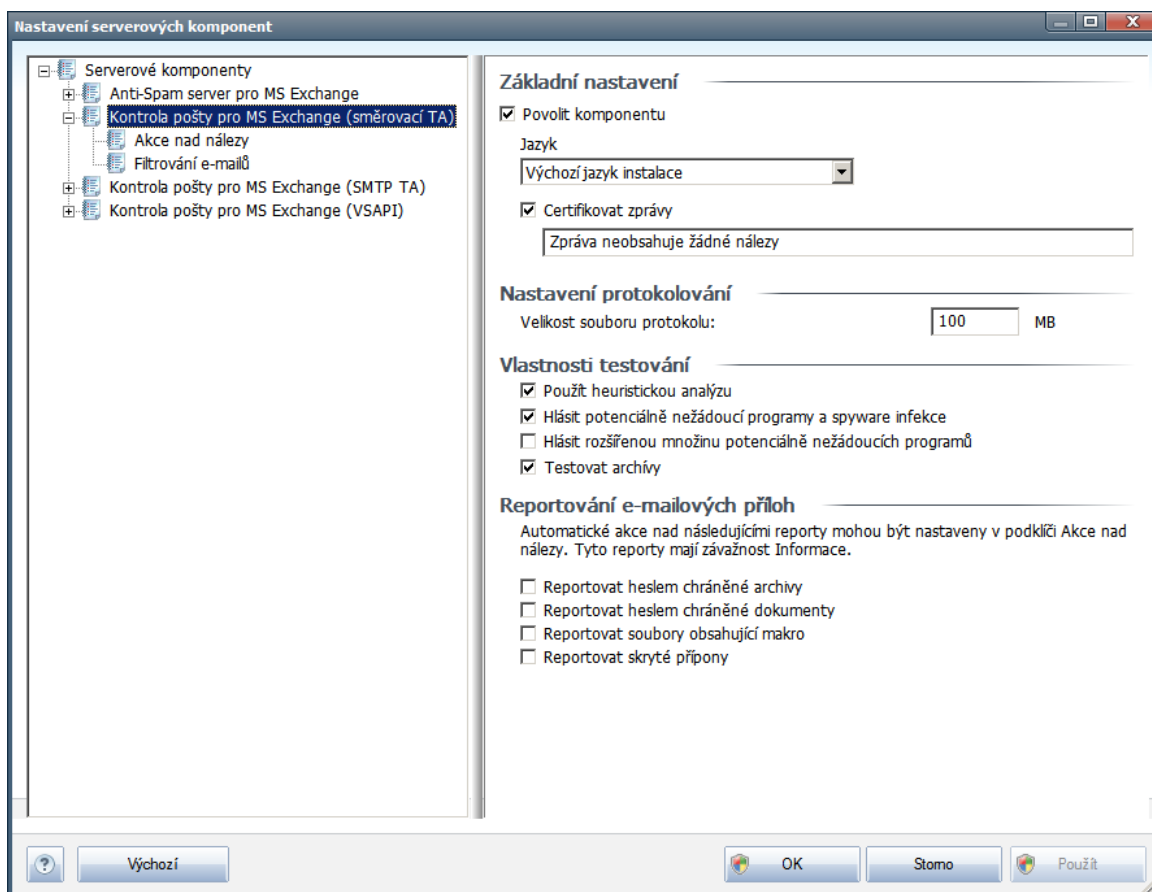 Nastavení serverových komponent
Serverové komponenty
Anti-Spam server pro MS Exchange
Kontrola pošty pro MS Exchange (směrovací TA)
Akce nad nálezy
Filtrování e-mailů
Kontrola pošty pro MS Exchange (SMTP TA)
Kontrola pošty pro MS Exchange (VSAPI)
Základní nastavení
Povolit komponentu
Jazyk
Výchozí jazyk instalace
Certifikovat zprávy
Zpráva neobsahuje žádné nálezy
Nastavení protokolování
Velikost souboru protokolu: 100 MB
Vlastnosti testování
Použít heuristickou analýzu
Hlásit potenciálně nežádoucí programy a spyware infekce
Hlásit rozšířenou množinu potenciálně nežádoucích programů
Testovat archívy
Reportování e-mailových příloh
Automatické akce nad následujícími reporty mohou být nastaveny v podklíči Akce nad
nálezy. Tyto reporty mají závažnost Informace.
Reportovat heslem chráněné archivy
Reportovat heslem chráněné dokumenty
Reportovat soubory obsahující makro
Reportovat skryté přípony
? Výchozí OK Storno Použít